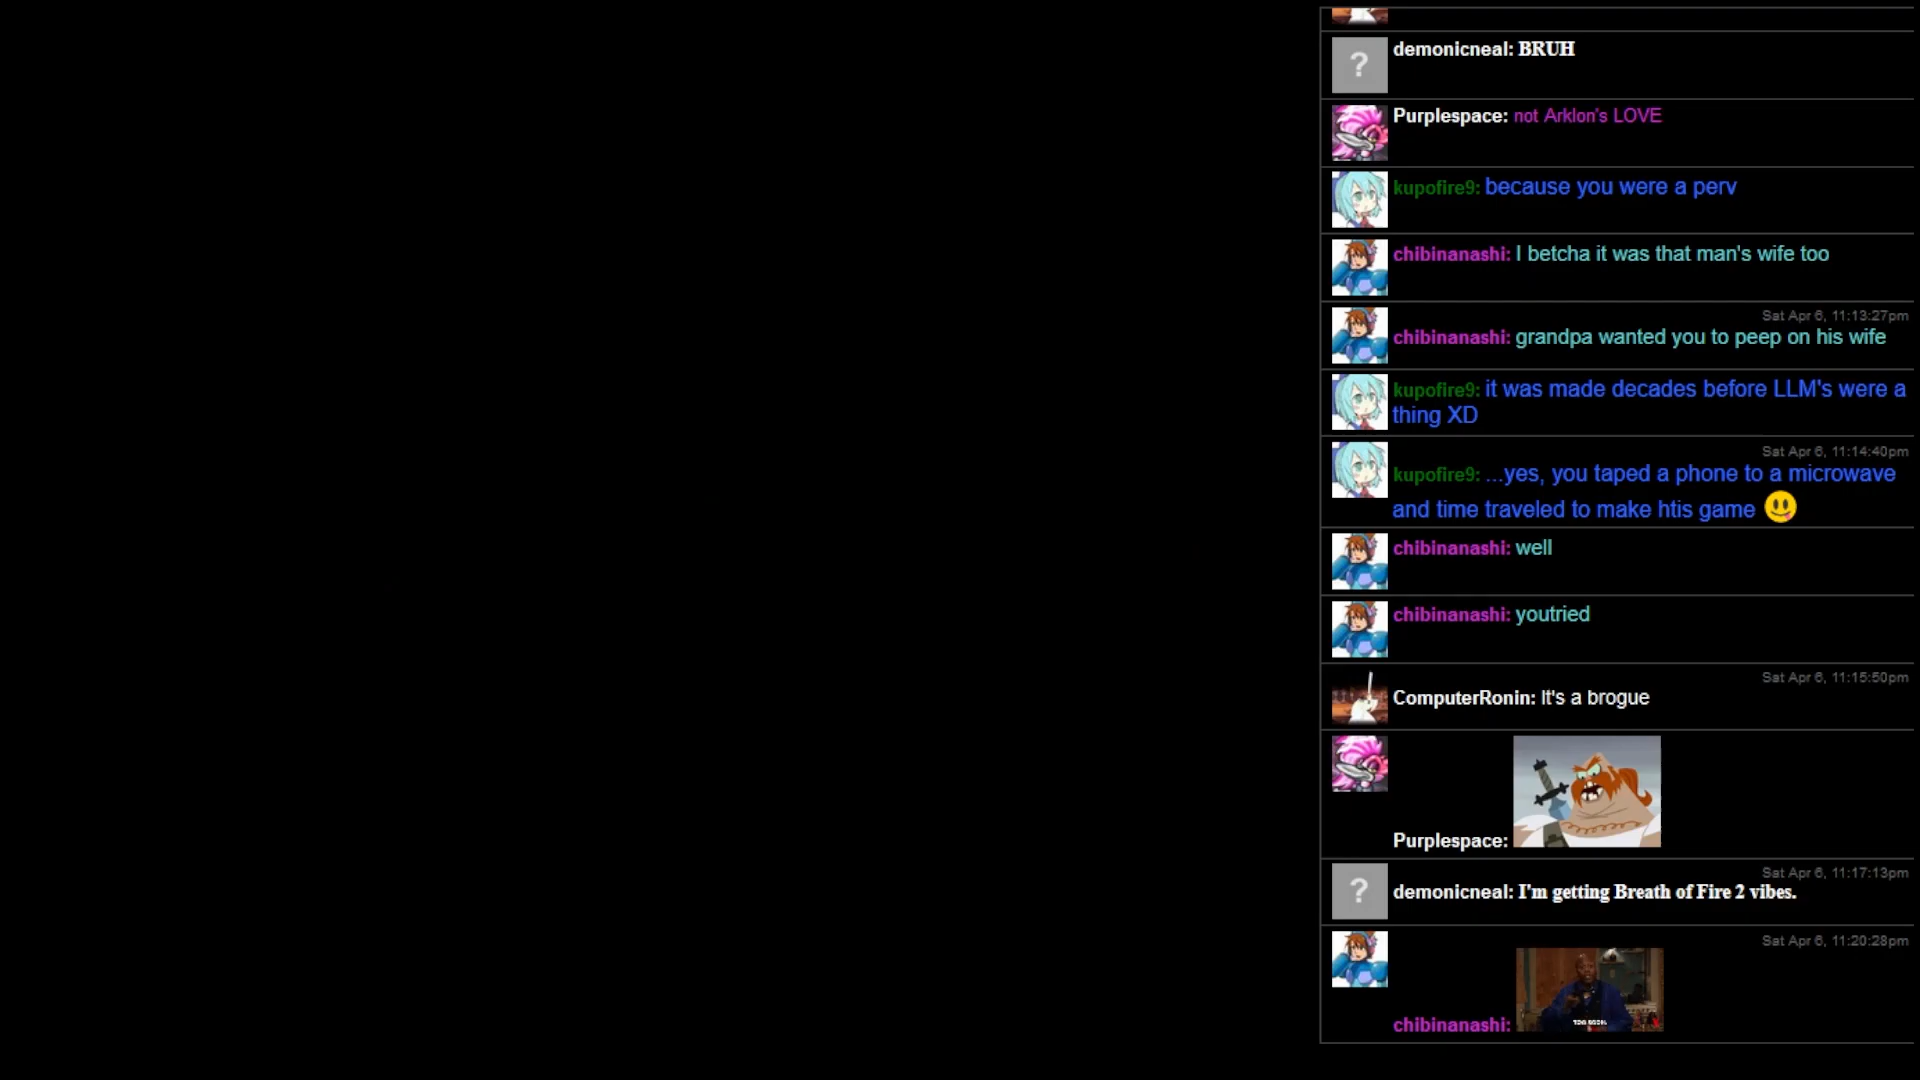 demonicneal: BRUH
Purplespace: not Arklon's LOVE
kupofire9: because you were a perv
chibinanashi: I betcha it was that man's wife too
Sat Apr 6, 11:13:27pm
chibinanashi: grandpa wanted you to peep on his wife
kupofire9: it was made decades before LLM's were a
thing XD
Sat Apr 6, 11:14:40pm
kupofire9: ...yes, you taped a phone to a microwave
and time traveled to make htis game
chibinanashi: well
chibinanashi: youtried
Sat Apr 6, 11:15:50pm
ComputerRonin: It's a brogue
Purplespace:
Sat Apr 6, 11:17:13pm
demonicneal: I'm getting Breath of Fire 2 vibes.
Sat Apr 6, 11:20:28pm
TOO SOON.
chibinanashi: